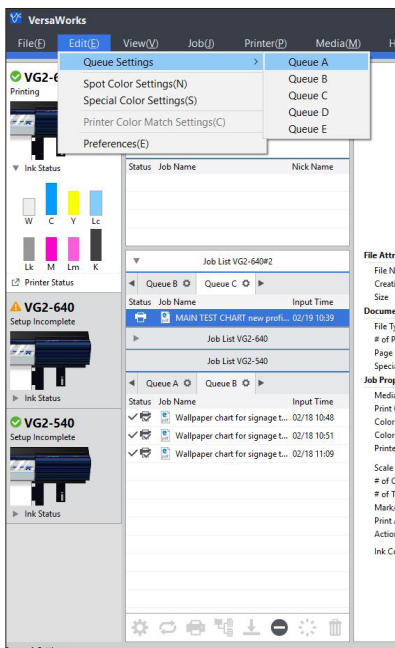 VersaWorks
File(F) Edit(E) View(V) Job(J) Printer(P) Media(M) H
Queue Settings
Queue A
Queue B
Queue C
Queue D
Queue E
Spot Color Settings(N)
Special Color Settings(S)
Printer Color Match Settings(C)
Preferences(E)
VG2-6
Printing
Ink Status
W C Y Lc
Lk M Lm K
Printer Status
VG2-640
Setup Incomplete
Ink Status
VG2-540
Setup Incomplete
Ink Status
Status Job Name Nick Name
Job List VG2-640#2
Queue B Queue C
Status Job Name Input Time
MAIN TEST CHART new profi... 02/19 10:39
Job List VG2-640
Job List VG2-540
Queue A Queue B
Status Job Name Input Time
Wallpaper chart for signage t... 02/18 10:48
Wallpaper chart for signage t... 02/18 10:51
Wallpaper chart for signage t... 02/18 11:09
File Attr
File N
Creati
Size
Docume
File Ty
# of P
Page
Specia
Job Prop
Media
Print
Color
Color
Printe
Scale
# of C
# of T
Mark/
Print
Action
Ink Co